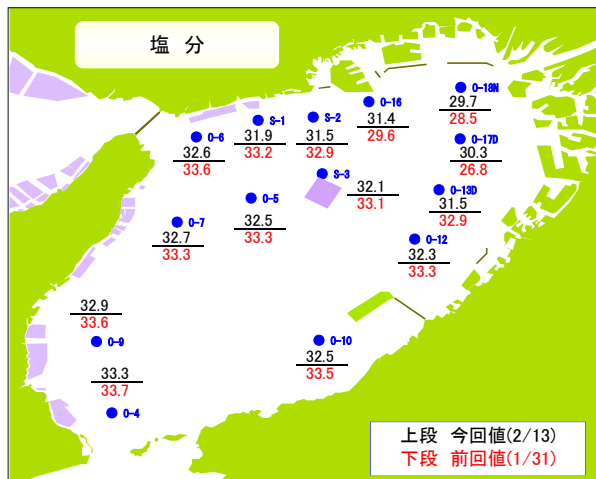 塩 分
O-18N
29.7
28.5
O-16
31.4
29.6
S-2
31.5
32.9
S-1
31.9
33.2
O-6
32.6
33.6
O-17D
30.3
26.8
S-3
32.1
33.1
O-13D
31.5
32.9
O-5
32.5
33.3
O-7
32.7
33.3
O-12
32.3
33.3
32.9
33.6
O-9
O-10
32.5
33.5
33.3
33.7
O-4
上段 今回値(2/13)
下段 前回値(1/31)